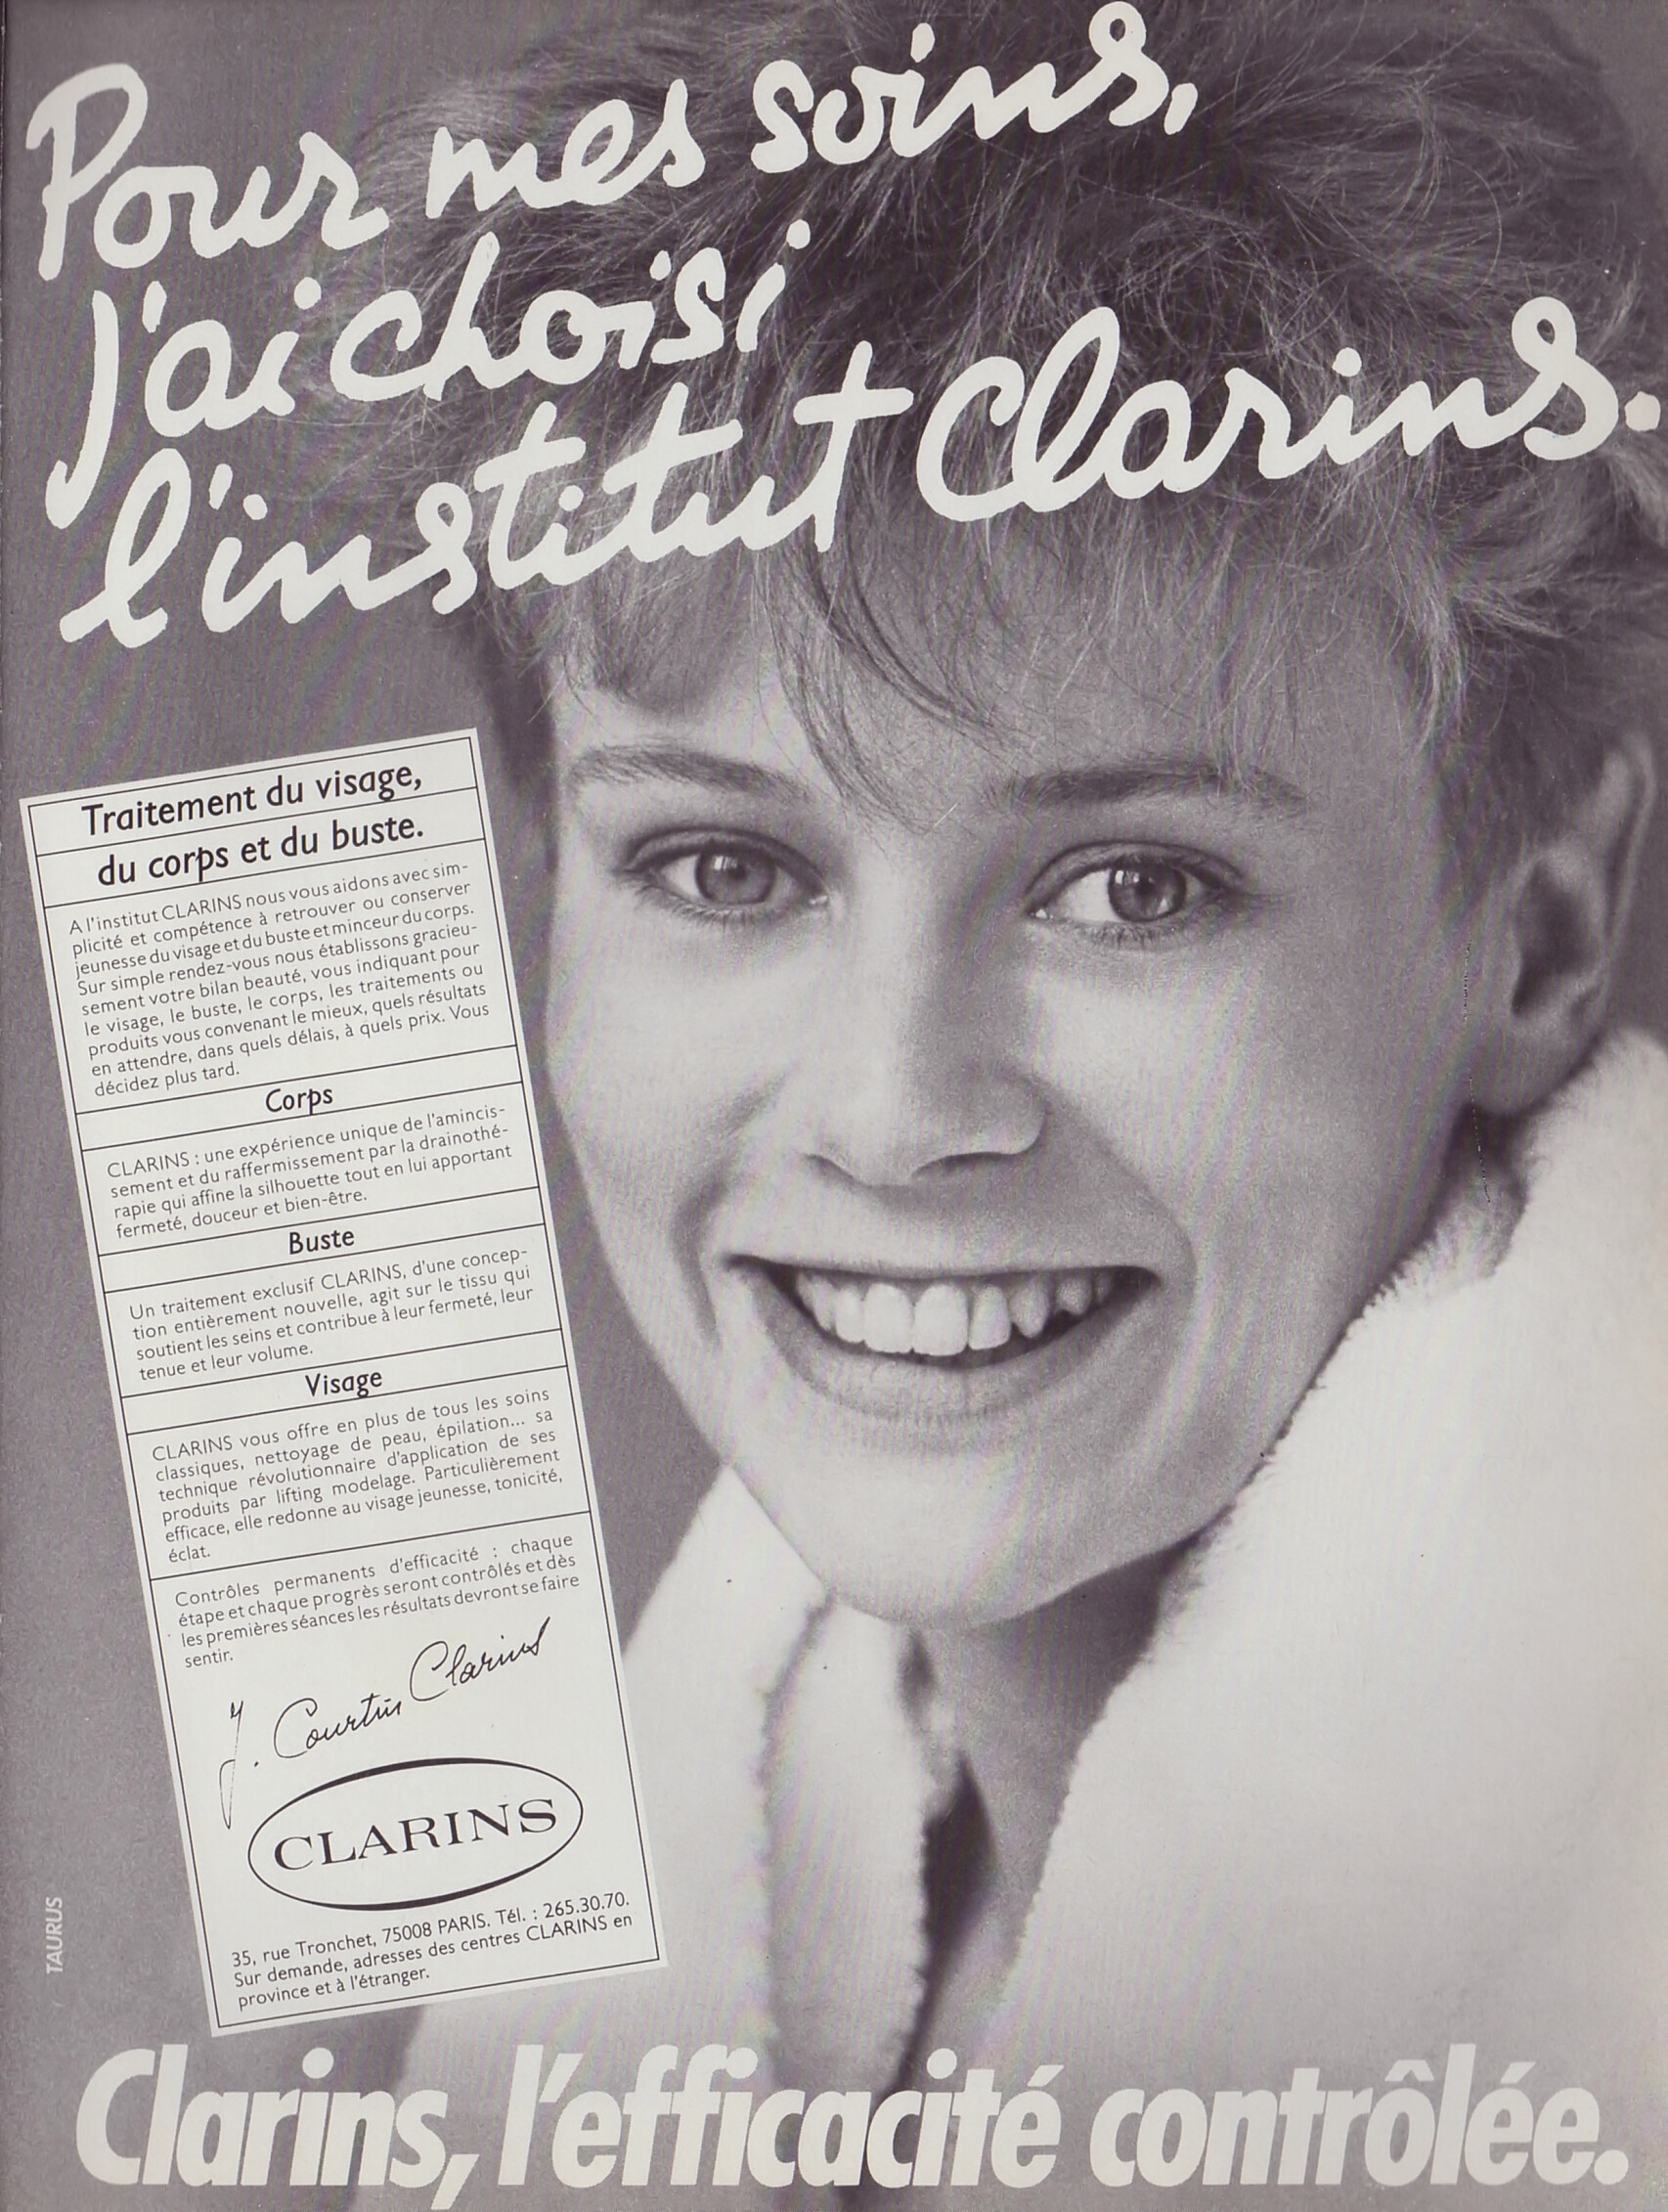 Pour mes soins,
j'ai choisi
l'institut Clarins.
Traitement du visage,
du corps et du buste.
A l'institut CLARINS nous vous aidons avec sim-
plicité et compétence à retrouver ou conserver
jeunesse du visage et du buste et minceur du corps.
Sur simple rendez-vous nous établissons gracieu-
sement votre bilan beauté, vous indiquant pour
le visage, le buste, le corps, les traitements ou
produits vous convenant le mieux, quels résultats
en attendre, dans quels délais, à quels prix. Vous
décidez plus tard.
Corps
CLARINS : une expérience unique de l'amincis-
sement et du raffermissement par la drainothé-
rapie qui affine la silhouette tout en lui apportant
fermeté, douceur et bien-être.
Buste
Un traitement exclusif CLARINS, d'une concep-
tion entièrement nouvelle, agit sur le tissu qui
soutient les seins et contribue à leur fermeté, leur
tenue et leur volume.
Visage
CLARINS vous offre en plus de tous les soins
classiques, nettoyage de peau, épilation... sa
technique révolutionnaire d'application de ses
produits par lifting modelage. Particulièrement
efficace, elle redonne au visage jeunesse, tonicité,
éclat.
Contrôles permanents d'efficacité : chaque
étape et chaque progrès seront contrôlés et dès
les premières séances les résultats devront se faire
sentir.
J. Courtin Clarins
CLARINS
35, rue Tronchet, 75008 PARIS. Tél. : 265.30.70.
Sur demande, adresses des centres CLARINS en
province et à l'étranger.
TAURUS
Clarins, l'efficacité contrôlée.